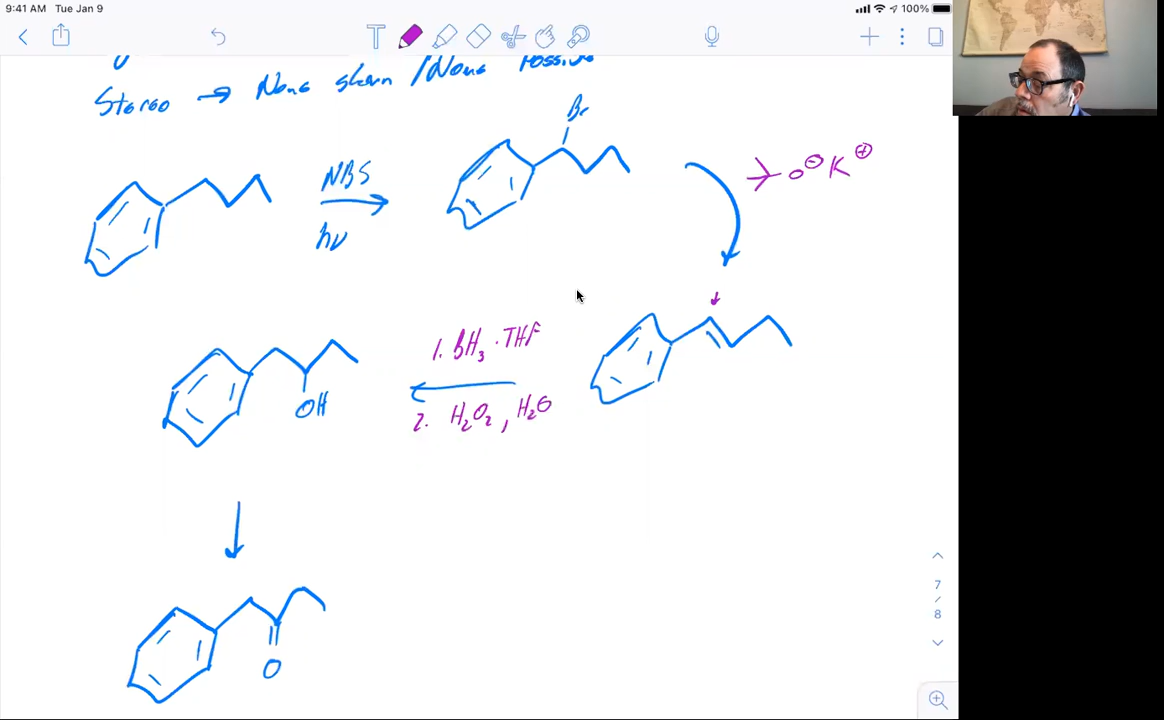 9:41 AM Tue Jan 9
100%
Stereo → None shown / None Possible
Br
NBS
hν
O⊖ K⊕
1. BH3 · THF
2. H2O2, H2O
OH
O
7
/
8